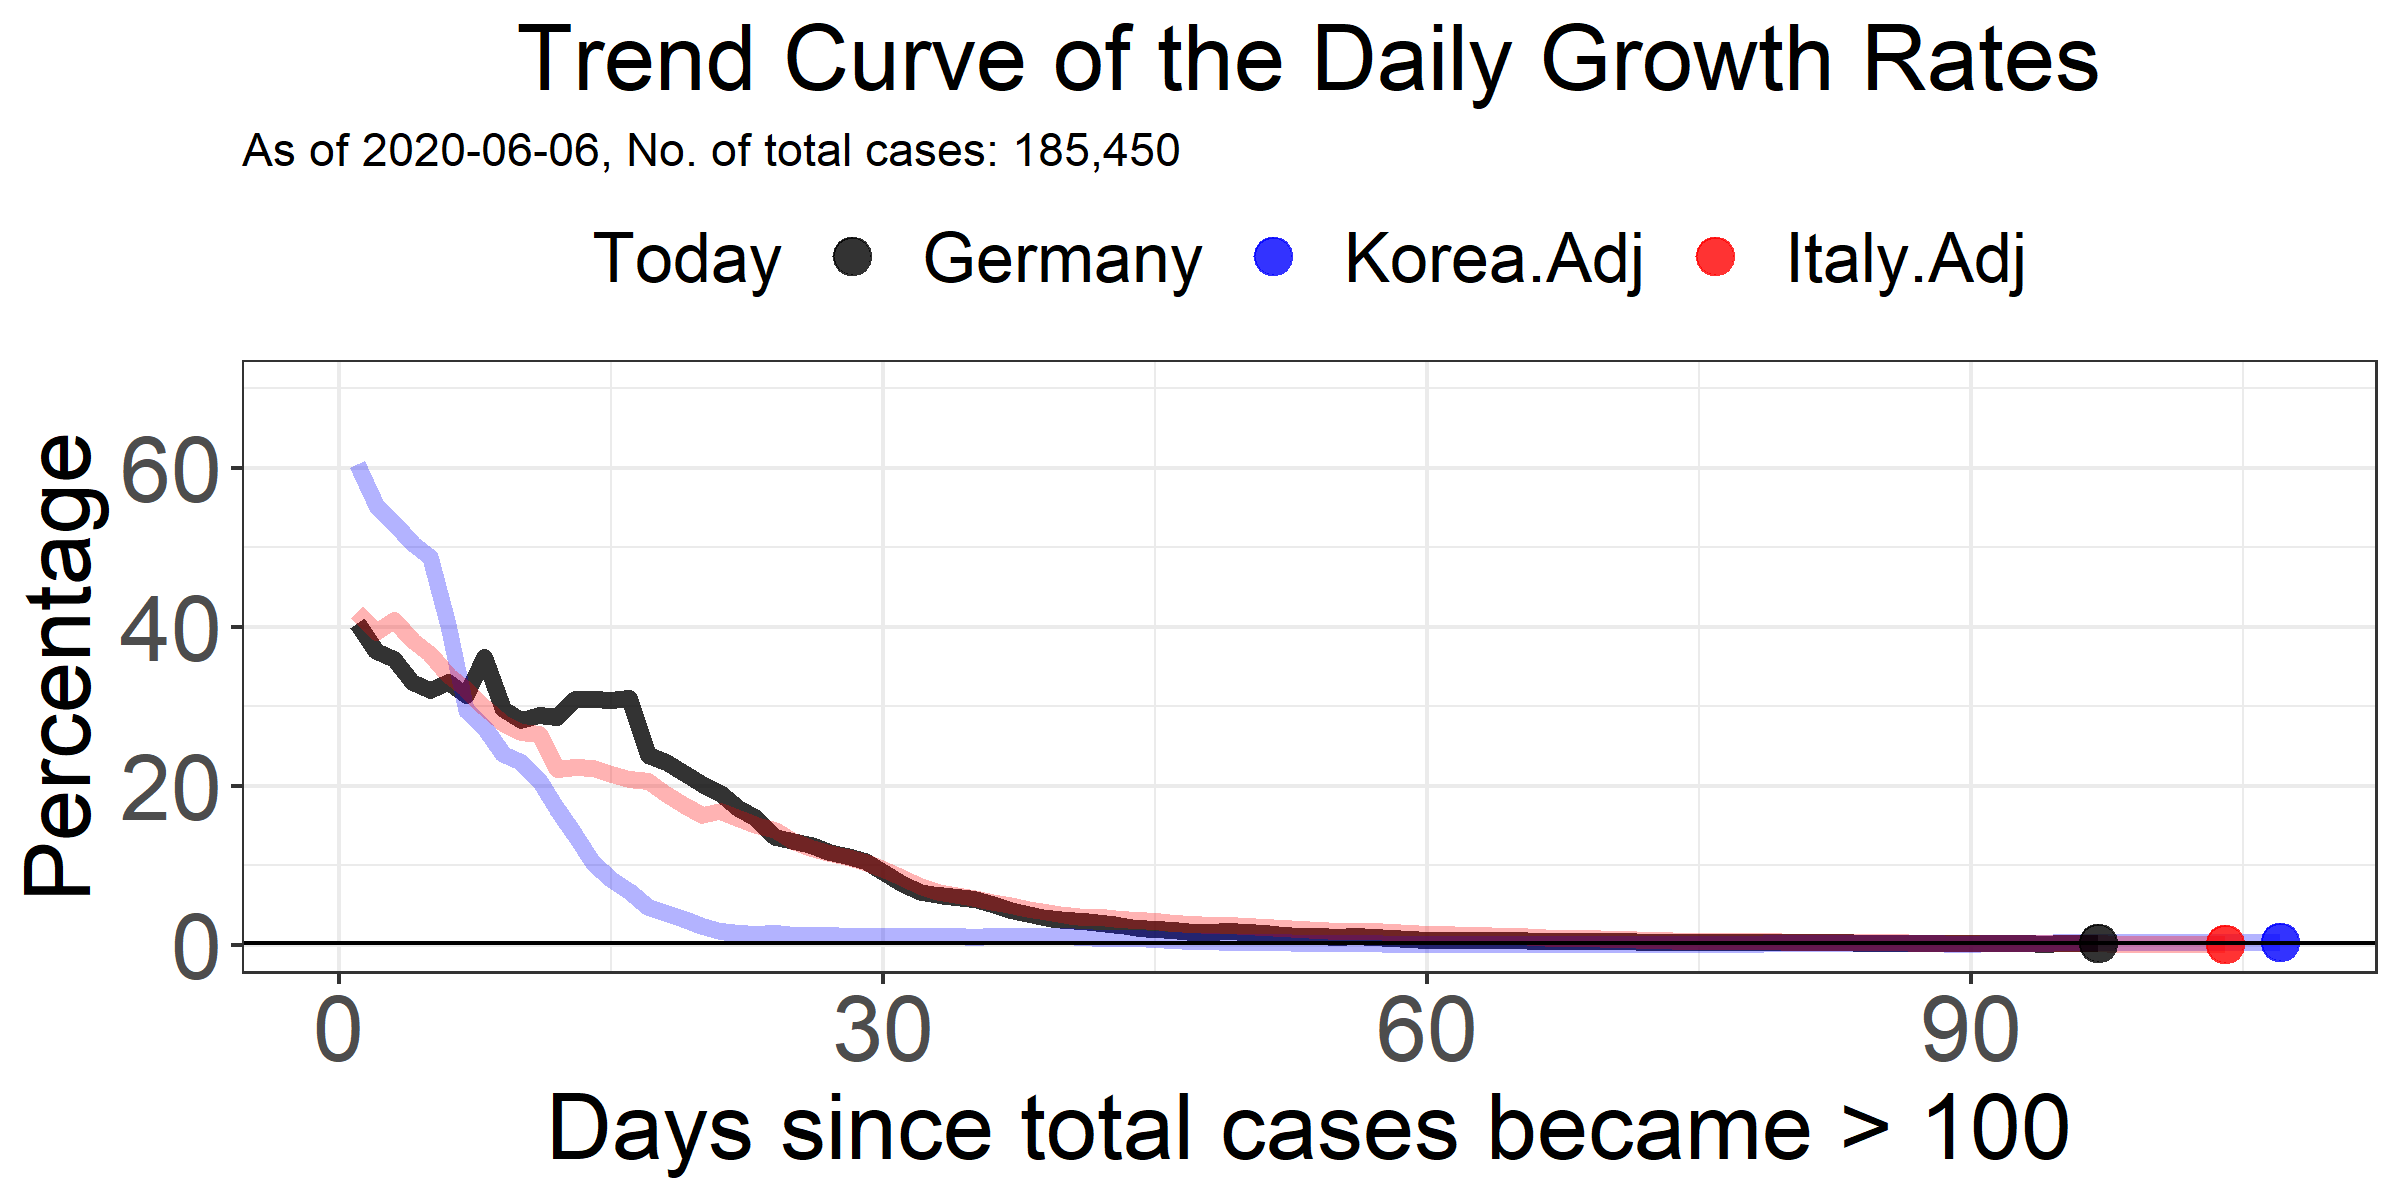 Trend Curve of the Daily Growth Rates
As of 2020-06-06, No. of total cases: 185,450
Today Germany Korea.Adj Italy.Adj
Percentage
60
40
20
0
0 30 60 90
Days since total cases became > 100